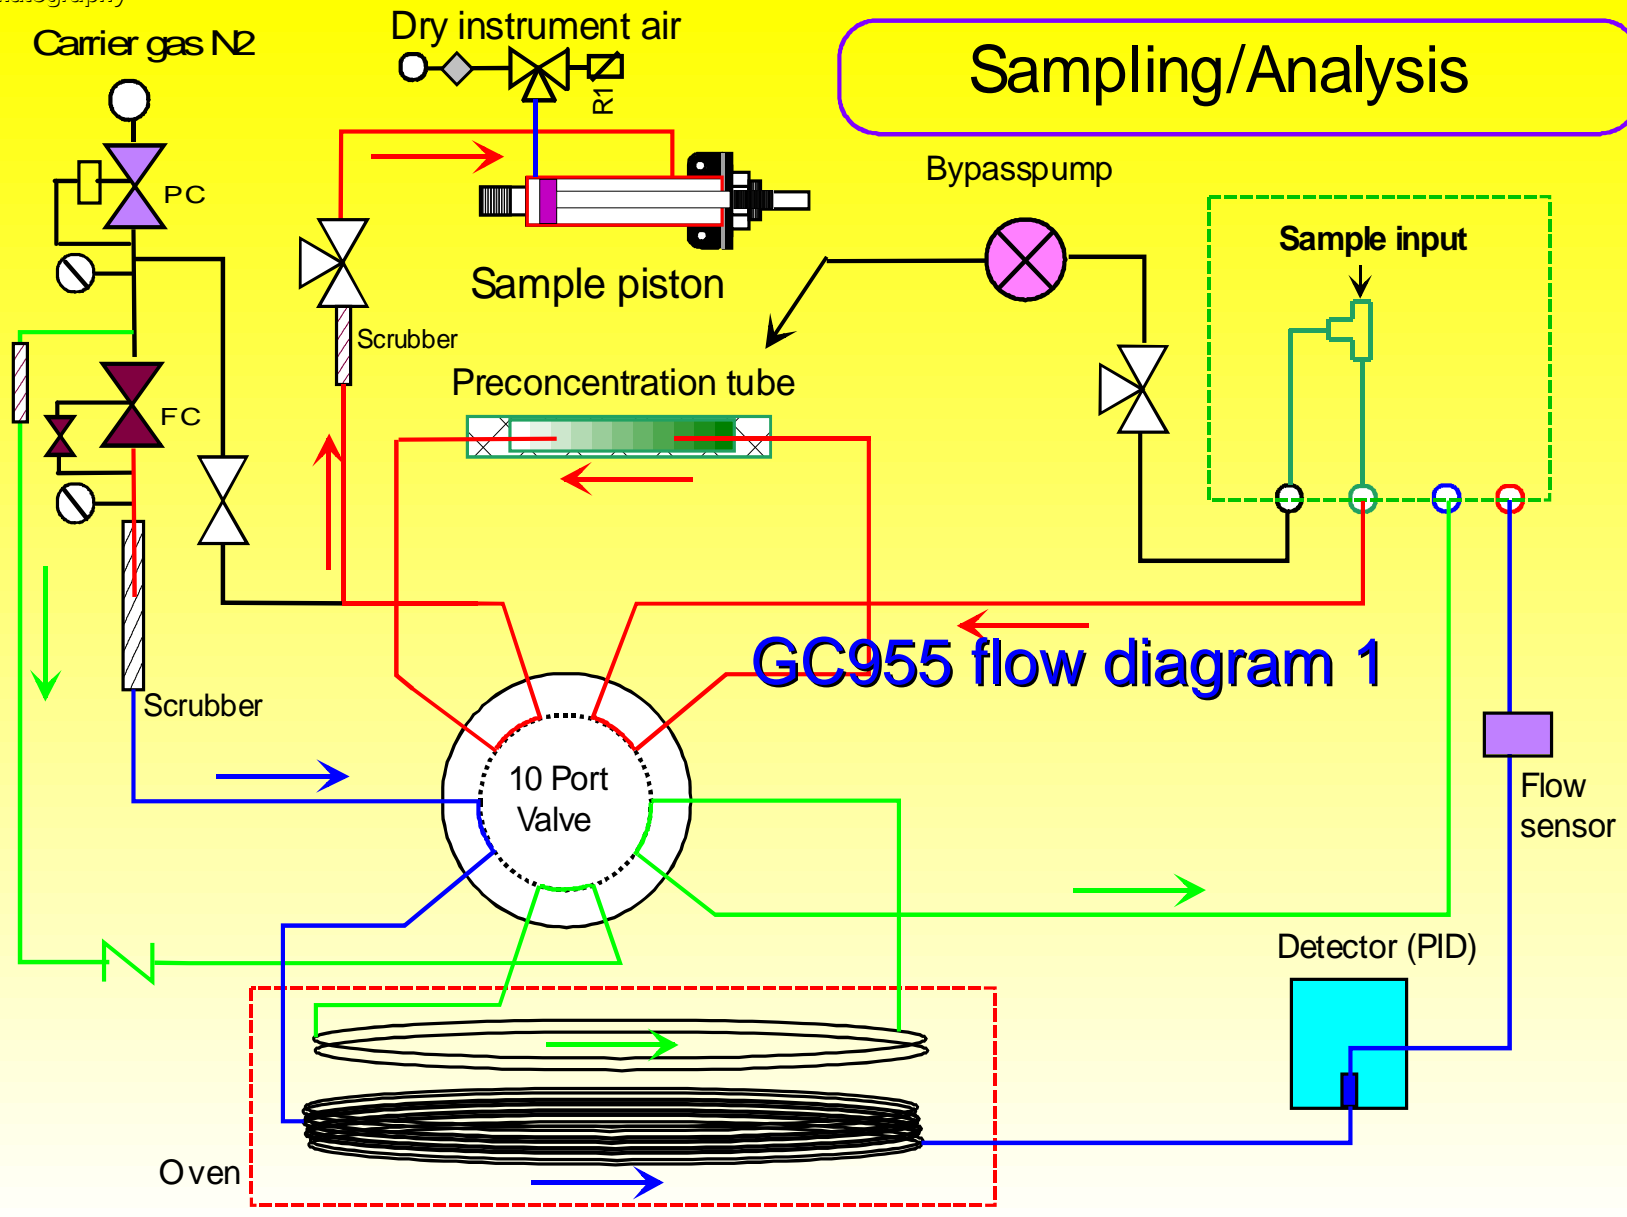 Carrier gas N2
Dry instrument air
Sampling/Analysis
R1
PC
Bypasspump
Sample input
Sample piston
Scrubber
Preconcentration tube
FC
GC955 flow diagram 1
Scrubber
10 Port
Valve
Flow
sensor
Detector (PID)
Oven